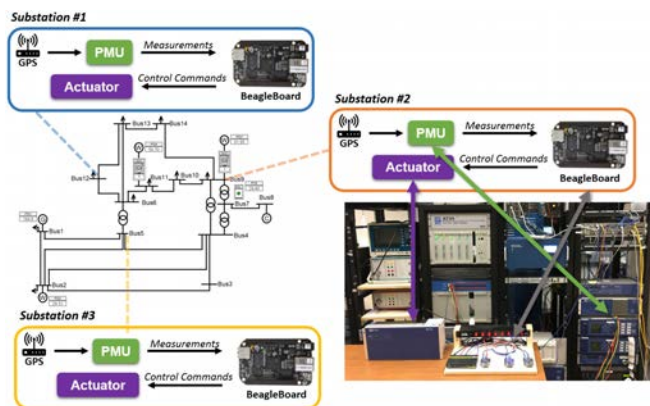 Substation #1
GPS
PMU
Measurements
Actuator
Control Commands
BeagleBoard
Substation #2
GPS
PMU
Measurements
Actuator
Control Commands
BeagleBoard
Bus13
Bus14
Bus12
Bus11
Bus10
Bus9
Bus6
Bus7
Bus8
Bus1
Bus5
Bus4
Bus2
Bus3
Substation #3
GPS
PMU
Measurements
Actuator
Control Commands
BeagleBoard